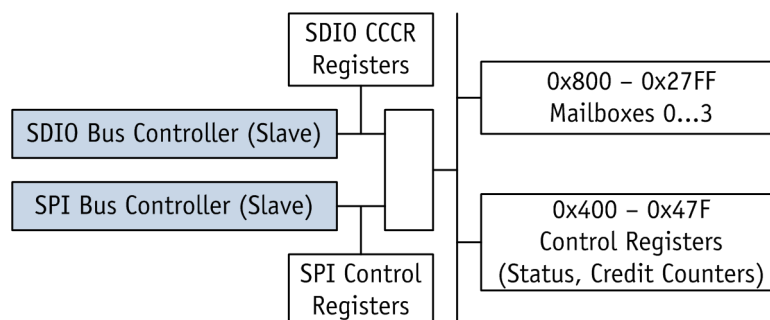 SDIO CCCR
Registers
SDIO Bus Controller (Slave)
SPI Bus Controller (Slave)
SPI Control
Registers
0x800 – 0x27FF
Mailboxes 0...3
0x400 – 0x47F
Control Registers
(Status, Credit Counters)